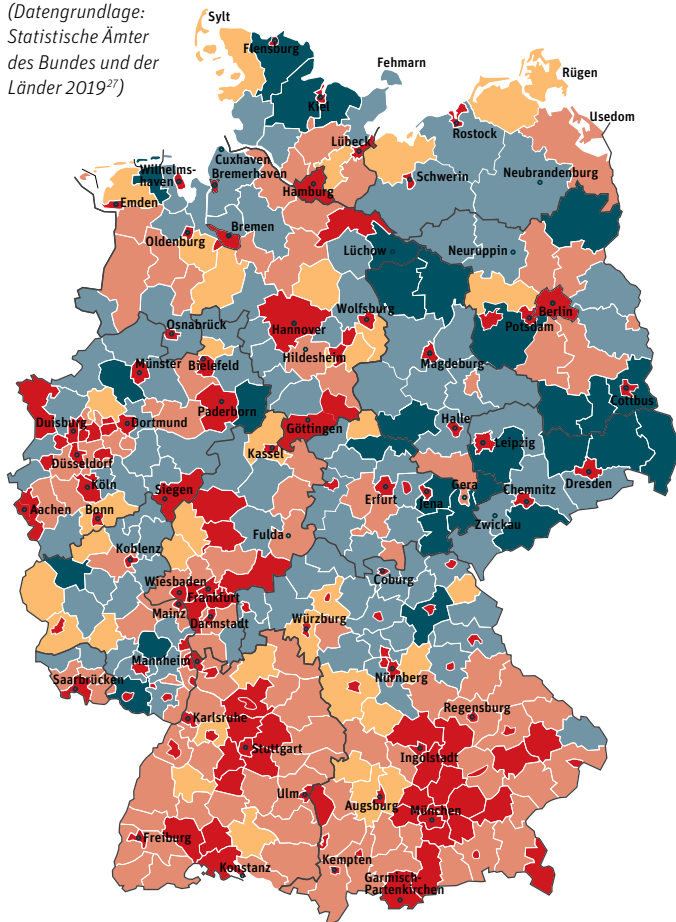 (Datengrundlage:
Statistische Ämter
des Bundes und der
Länder 2019²⁷)
Sylt
Flensburg
Fehmarn
Rügen
Kiel
Usedom
Rostock
Lübeck
Cuxhaven
Wilhelms-
haven
Bremerhaven
Schwerin
Neubrandenburg
Hamburg
Emden
Bremen
Oldenburg
Lüchow
Neuruppin
Wolfsburg
Berlin
Osnabrück
Hannover
Potsdam
Hildesheim
Münster
Bielefeld
Magdeburg
Cottbus
Paderborn
Duisburg
Dortmund
Göttingen
Halle
Leipzig
Kassel
Düsseldorf
Köln
Siegen
Erfurt
Jena
Gera
Chemnitz
Dresden
Aachen
Bonn
Zwickau
Fulda
Koblenz
Coburg
Wiesbaden
Frankfurt
Mainz
Darmstadt
Würzburg
Mannheim
Saarbrücken
Nürnberg
Regensburg
Karlsruhe
Stuttgart
Ingolstadt
Ulm
Augsburg
München
Freiburg
Kempten
Konstanz
Garmisch-
Partenkirchen